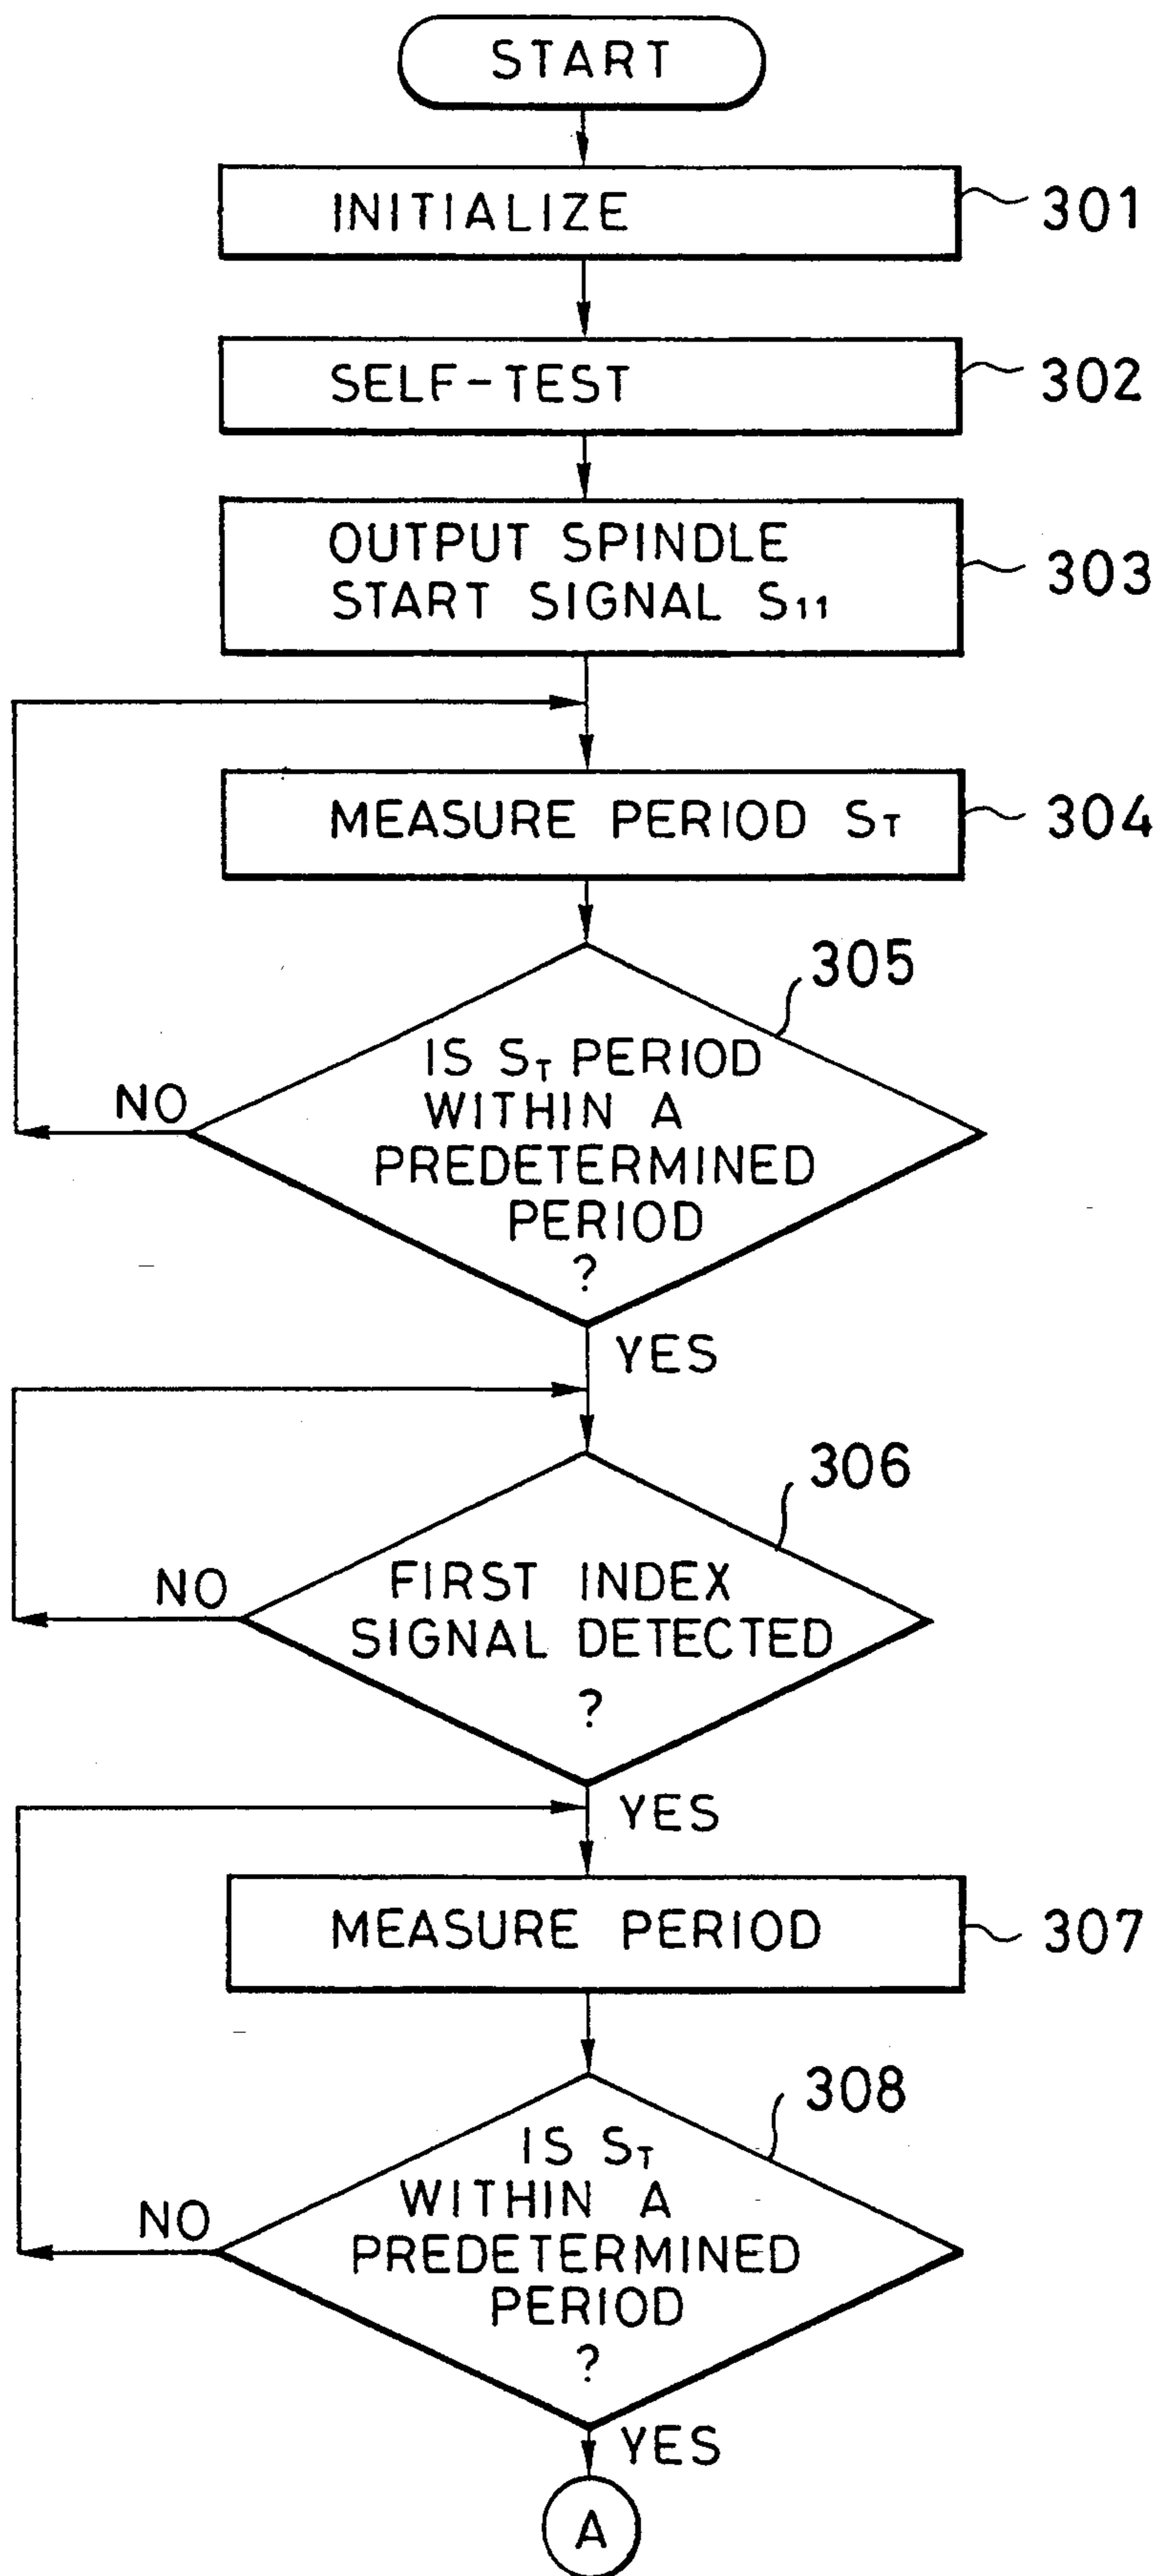 START
INITIALIZE
301
SELF-TEST
302
OUTPUT SPINDLE
START SIGNAL S11
303
MEASURE PERIOD ST
304
305
IS ST PERIOD
WITHIN A
PREDETERMINED
PERIOD
?
NO
YES
306
FIRST INDEX
SIGNAL DETECTED
?
NO
YES
MEASURE PERIOD
307
308
IS ST
WITHIN A
PREDETERMINED
PERIOD
?
NO
YES
A